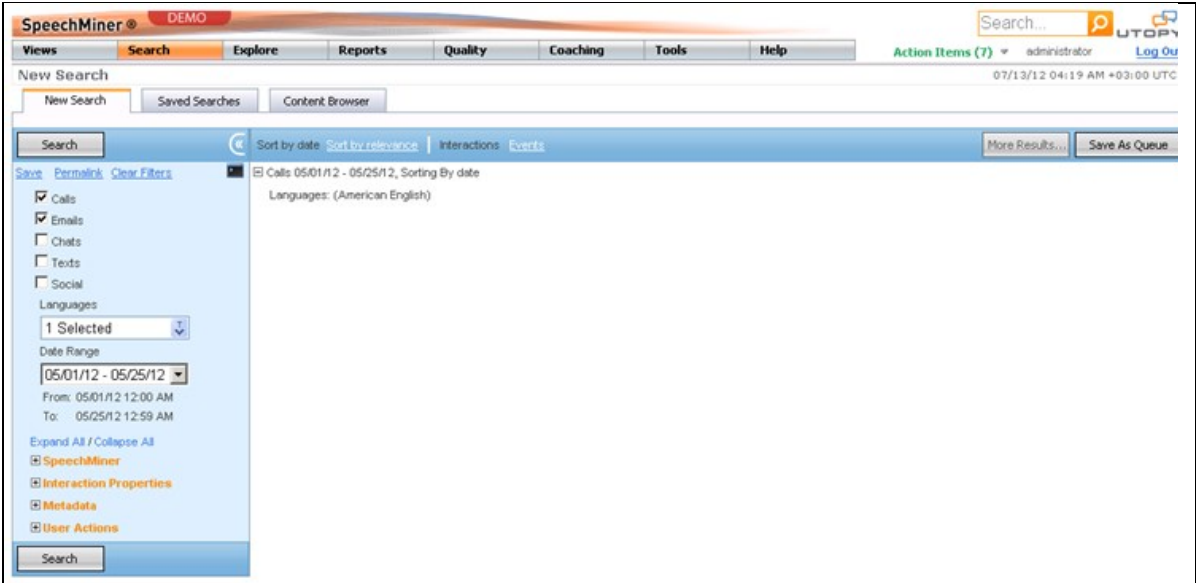 SpeechMiner ® DEMO Search... UTOPY
Views Search Explore Reports Quality Coaching Tools Help Action Items (7) administrator Log Ou
New Search 07/13/12 04:19 AM +03:00 UTC
New Search Saved Searches Content Browser
Search Sort by date Sort by relevance Interactions Events More Results... Save As Queue
Save Permalink Clear Filters Calls 05/01/12 - 05/25/12, Sorting By date
Calls Languages: (American English)
Emails
Chats
Texts
Social
Languages
1 Selected
Date Range
05/01/12 - 05/25/12
From: 05/01/12 12:00 AM
To: 05/25/12 12:59 AM
Expand All / Collapse All
SpeechMiner
Interaction Properties
Metadata
User Actions
Search